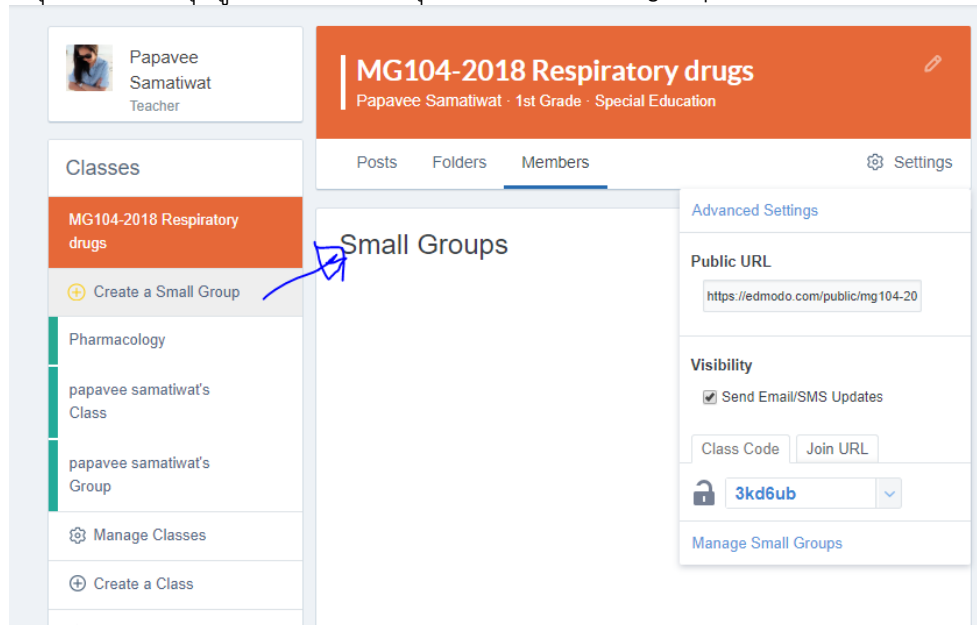 Papavee
Samatiwat
Teacher
MG104-2018 Respiratory drugs
Papavee Samatiwat · 1st Grade · Special Education
Classes
Posts Folders Members Settings
MG104-2018 Respiratory
drugs
Create a Small Group
Pharmacology
papavee samatiwat's
Class
papavee samatiwat's
Group
Manage Classes
Create a Class
Small Groups
Advanced Settings
Public URL
https://edmodo.com/public/mg104-20
Visibility
Send Email/SMS Updates
Class Code Join URL
3kd6ub
Manage Small Groups